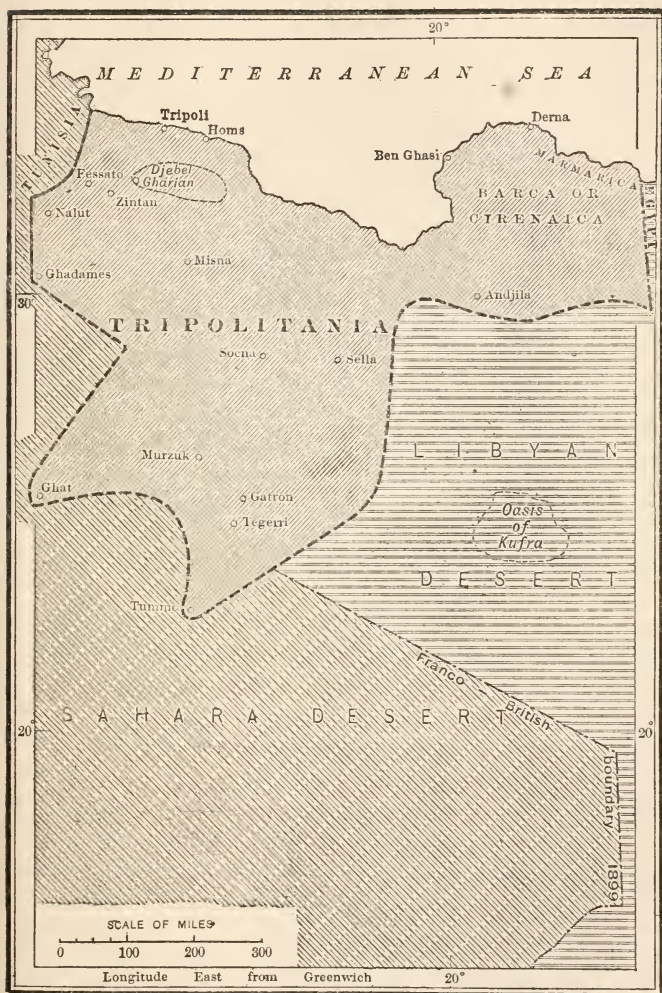 20°
MEDITERRANEAN SEA
TUNISIA
Tripoli
Homs
Derna
Ben Ghasi
MARMARICA
Fessato
Djebel
Gharian
Zintau
BARCA OR
CIRENAICA
EGYPT
Nalut
Misna
Ghadames
30°
Andjila
TRIPOLITANIA
Socna
Sella
Murzuk
LIBYAN
Ghat
Gatron
Tegerri
Oasis
of
Kufra
DESERT
Tummo
Franco - British
boundary
1899
SAHARA DESERT
20°
20°
SCALE OF MILES
0 100 200 300
Longitude East from Greenwich
20°